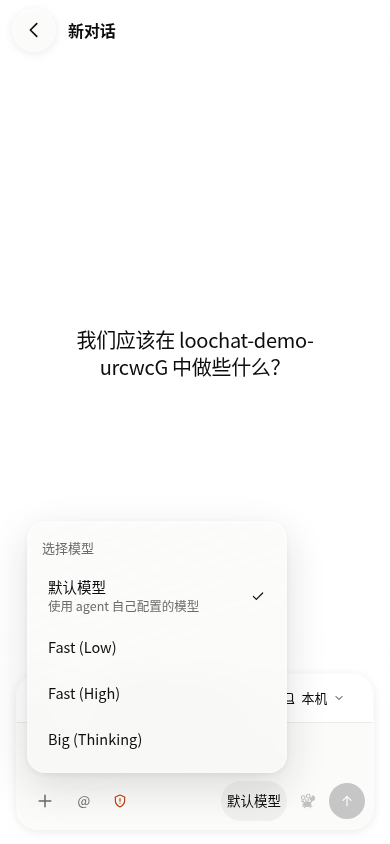 新对话
我们应该在 loochat-demo-
urcwcG 中做些什么？
选择模型
默认模型
使用 agent 自己配置的模型
Fast (Low)
Fast (High)
Big (Thinking)
本机
@
默认模型